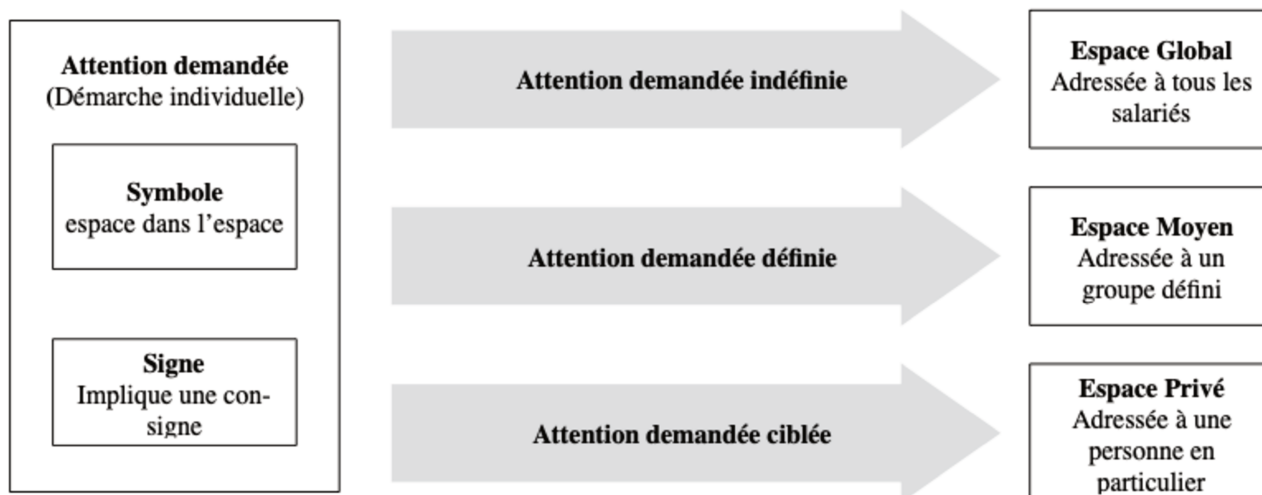 Attention demandée
(Démarche individuelle)
Symbole
espace dans l'espace
Signe
Implique une con-
signe
Attention demandée indéfinie
Attention demandée définie
Attention demandée ciblée
Espace Global
Adressée à tous les
salariés
Espace Moyen
Adressée à un
groupe défini
Espace Privé
Adressée à une
personne en
particulier